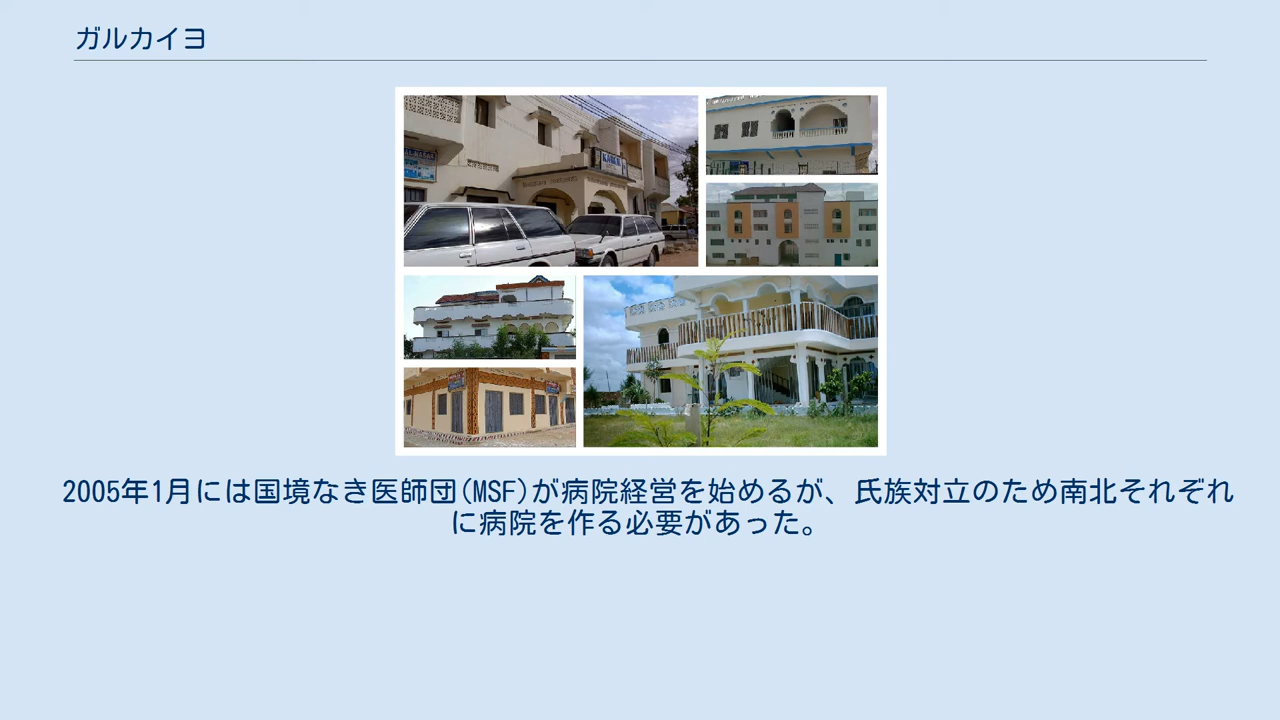 ガルカイヨ
2005年1月には国境なき医師団(MSF)が病院経営を始めるが、氏族対立のため南北それぞれ
に病院を作る必要があった。